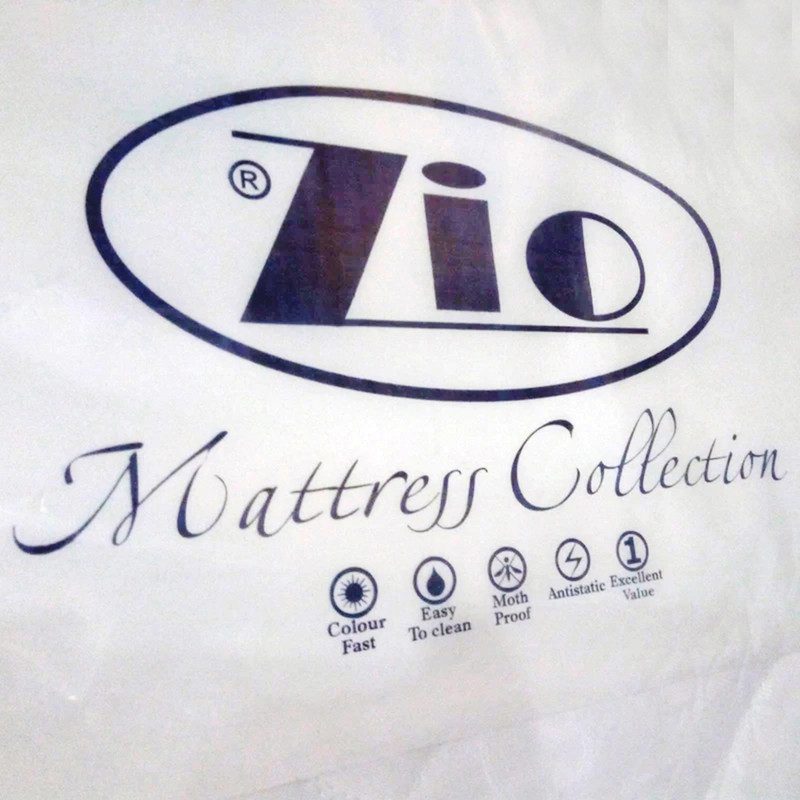 ® Zio
Mattress Collection
Colour Fast
Easy To clean
Moth Proof
Antistatic
1 Excellent Value